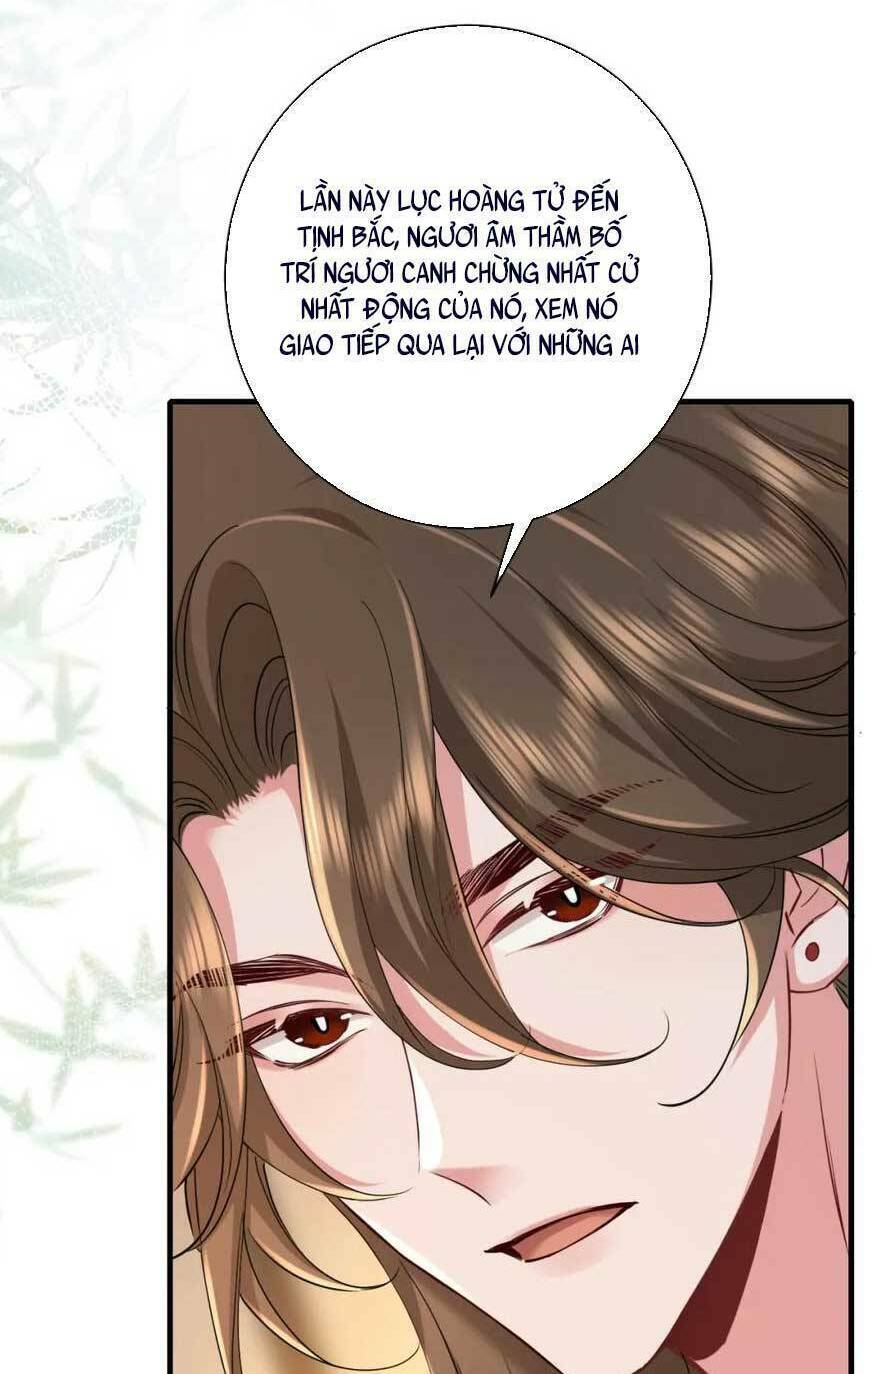 LẦN NÀY LỤC HOÀNG TỬ ĐẾN
TỊNH BẮC, NGƯƠI ÂM THẦM BỐ
TRÍ NGƯƠI CANH CHỪNG NHẤT CỬ
NHẤT ĐỘNG CỦA NÓ, XEM NÓ
GIAO TIẾP QUA LẠI VỚI NHỮNG AI